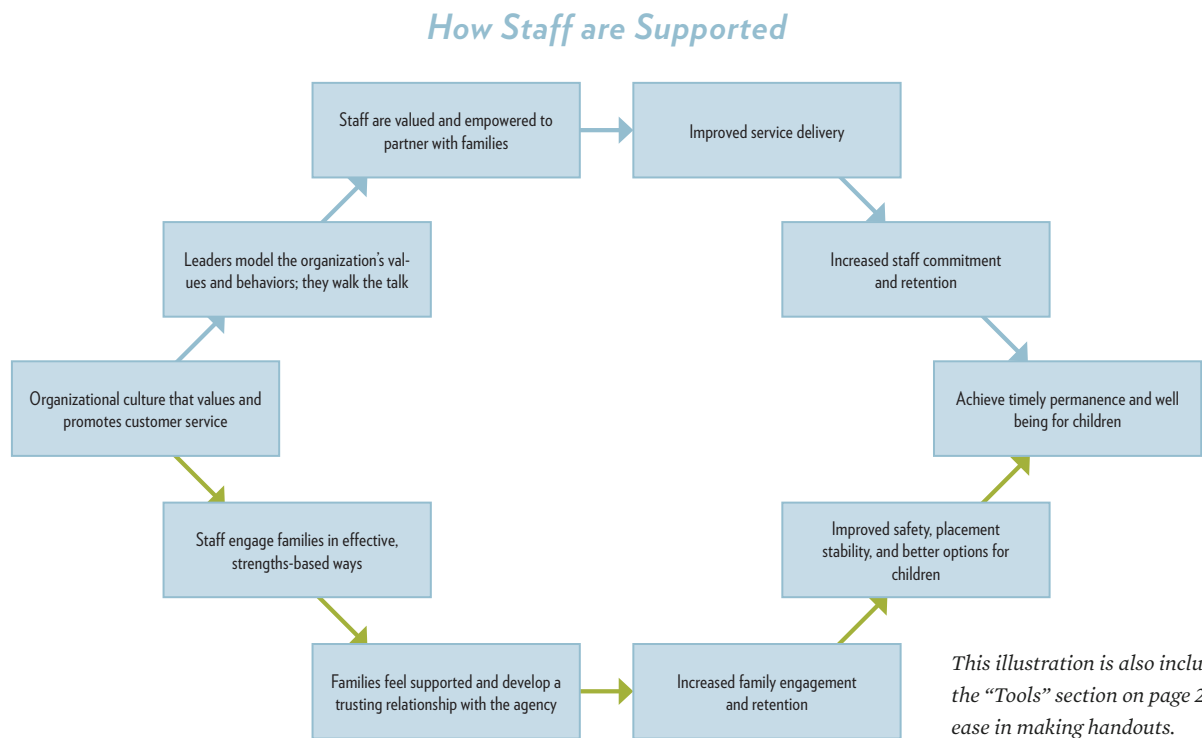 How Staff are Supported
Staff are valued and empowered to
partner with families
Improved service delivery
Leaders model the organization's val-
ues and behaviors; they walk the talk
Increased staff commitment
and retention
Organizational culture that values and
promotes customer service
Achieve timely permanence and well
being for children
Staff engage families in effective,
strengths-based ways
Improved safety, placement
stability, and better options for
children
Families feel supported and develop a
trusting relationship with the agency
Increased family engagement
and retention
This illustration is also
the “Tools” section on page
ease in making handouts.